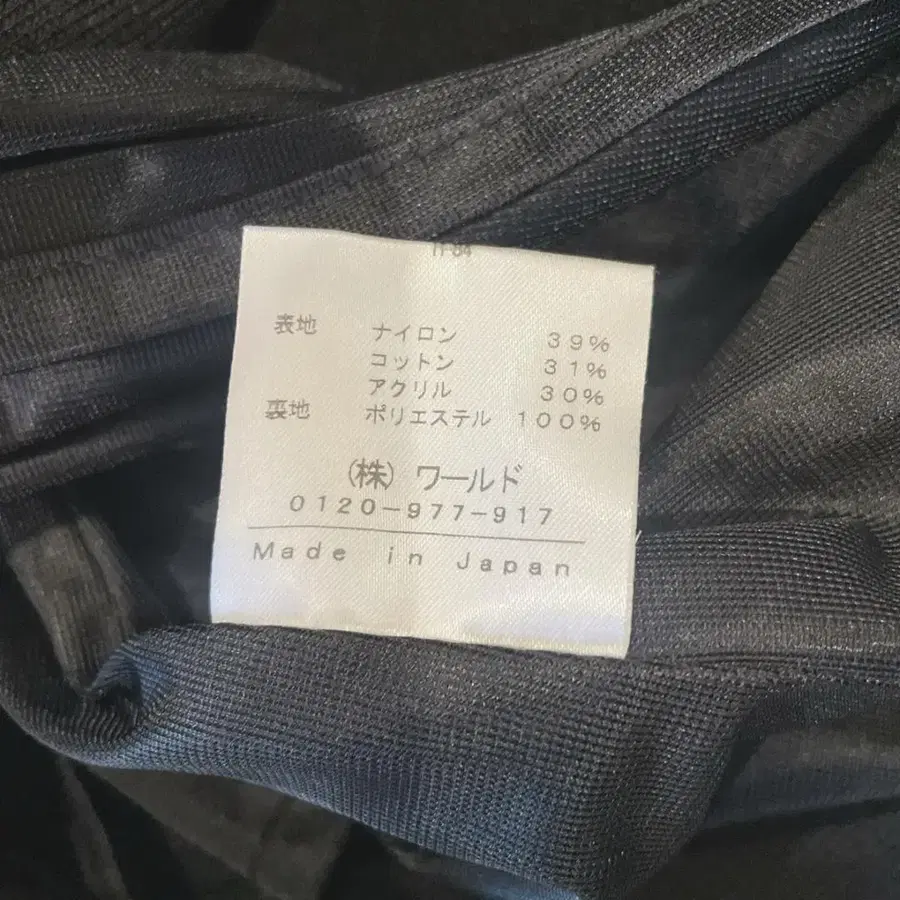 表地 ナイロン 39%
コットン 31%
アクリル 30%
裏地 ポリエステル 100%
(株) ワールド
0120-977-917
Made in Japan